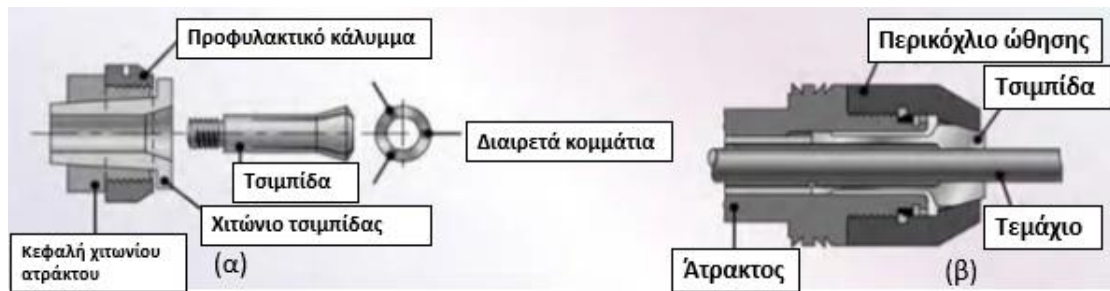 Προφυλακτικό κάλυμμα
Τσιμπίδα
Διαιρετά κομμάτια
Χιτώνιο τσιμπίδας
Κεφαλή χιτωνίου
ατράκτου
(α)
Περικόχλιο ώθησης
Τσιμπίδα
Τεμάχιο
Άτρακτος
(β)